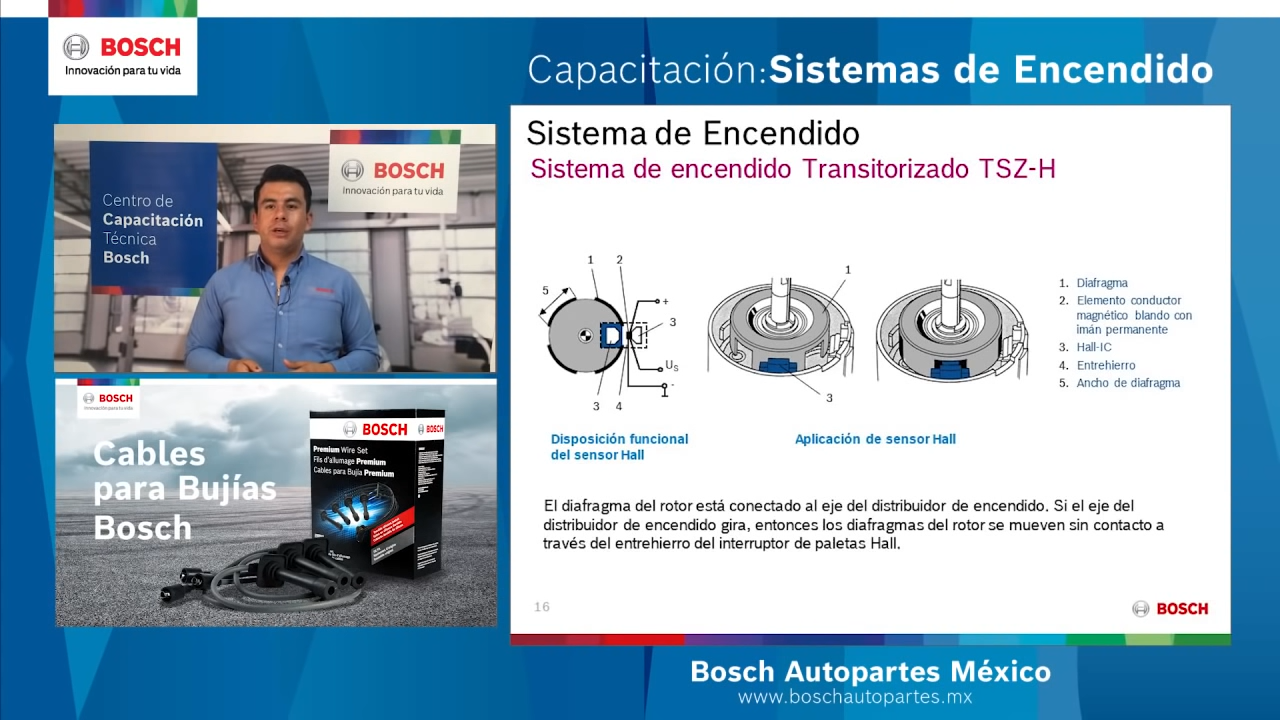 BOSCH
Innovación para tu vida
Capacitación:Sistemas de Encendido
Centro de
Capacitación
Técnica
Bosch
BOSCH
Innovación para tu vida
BOSCH
Innovación para tu vida
Cables
para Bujías
Bosch
BOSCH
BOSCH
Premium Wire Set
Fils d'allumage Premium
Cables para Bujía Premium
Sistema de Encendido
Sistema de encendido Transitorizado TSZ-H
1 2
5
+
3
US
-
3 4
1
3
1. Diafragma
2. Elemento conductor
magnético blando con
imán permanente
3. Hall-IC
4. Entrehierro
5. Ancho de diafragma
Disposición funcional
del sensor Hall
Aplicación de sensor Hall
El diafragma del rotor está conectado al eje del distribuidor de encendido. Si el eje del
distribuidor de encendido gira, entonces los diafragmas del rotor se mueven sin contacto a
través del entrehierro del interruptor de paletas Hall.
16
BOSCH
Bosch Autopartes México
www.boschautopartes.mx